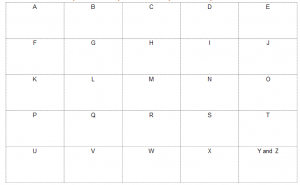 A B C D E
F G H I J
K L M N O
P Q R S T
U V W X Y and Z